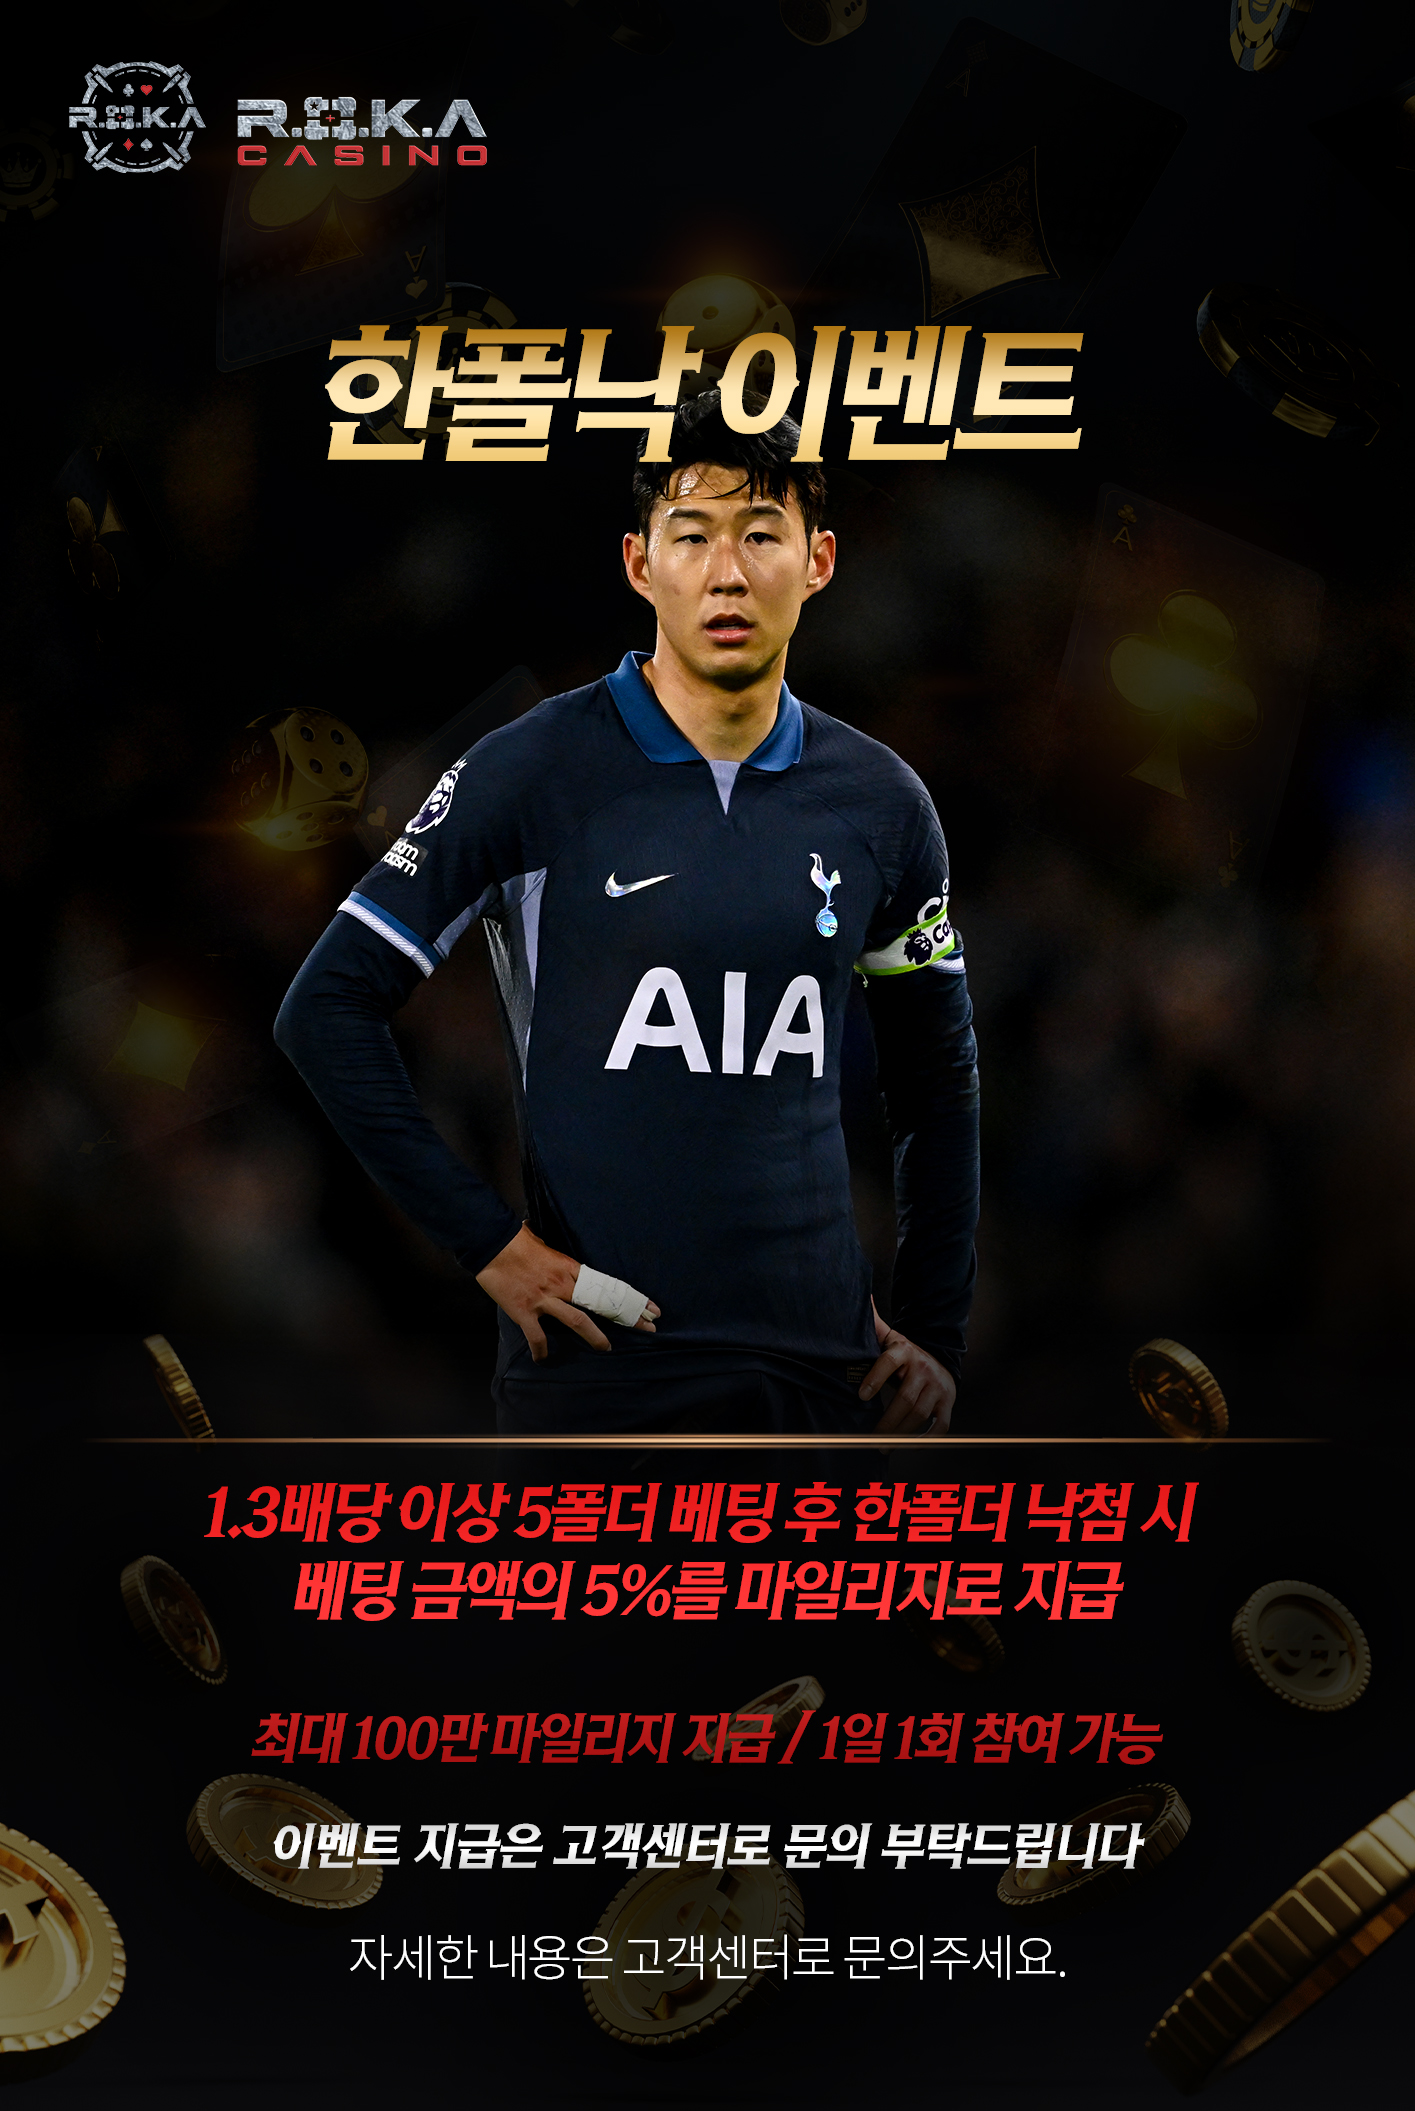 R.O.K.A
R.O.K.A
CASINO
한폴낙 이벤트
AIA
1.3배당 이상 5폴더 베팅 후 한폴더 낙첨 시
베팅 금액의 5%를 마일리지로 지급
최대 100만 마일리지 지급 / 1일 1회 참여 가능
이벤트 지급은 고객센터로 문의 부탁드립니다
자세한 내용은 고객센터로 문의주세요.